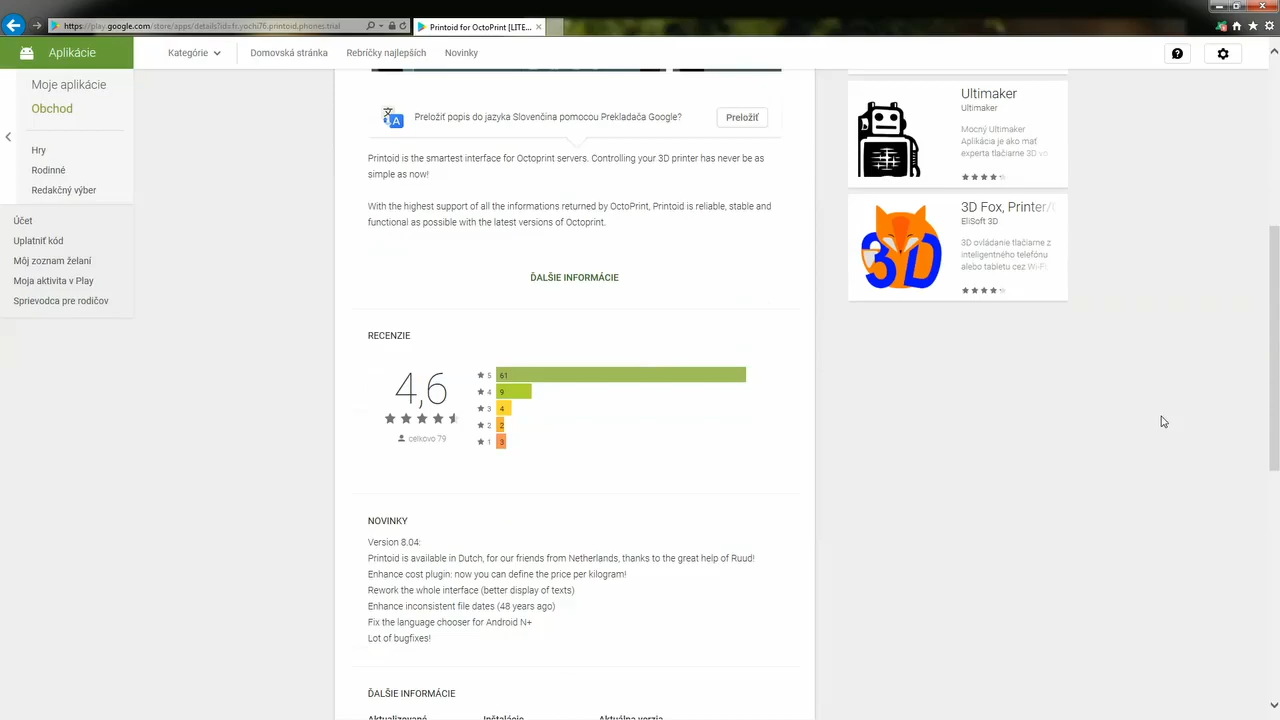 https://play.google.com/store/apps/details?id=fr.yochi76.printoid.phones.trial
Printoid for OctoPrint [LITE...
Aplikácie
Kategórie
Domovská stránka
Rebríčky najlepších
Novinky
Moje aplikácie
Obchod
Hry
Rodinné
Redakčný výber
Účet
Uplatniť kód
Môj zoznam želaní
Moja aktivita v Play
Sprievodca pre rodičov
Preložiť popis do jazyka Slovenčina pomocou Prekladača Google?
Preložiť
Printoid is the smartest interface for Octoprint servers. Controlling your 3D printer has never be as
simple as now!
With the highest support of all the informations returned by OctoPrint, Printoid is reliable, stable and
functional as possible with the latest versions of Octoprint.
ĎALŠIE INFORMÁCIE
RECENZIE
4,6
celkovo 79
5 61
4 9
3 4
2 2
1 3
NOVINKY
Version 8.04:
Printoid is available in Dutch, for our friends from Netherlands, thanks to the great help of Ruud!
Enhance cost plugin: now you can define the price per kilogram!
Rework the whole interface (better display of texts)
Enhance inconsistent file dates (48 years ago)
Fix the language chooser for Android N+
Lot of bugfixes!
ĎALŠIE INFORMÁCIE
Aktualizované
Inštalácie
Aktuálna verzia
Ultimaker
Ultimaker
Mocný Ultimaker
Aplikácia je ako mať
experta tlačiarne 3D vo
3D Fox, Printer/
EliSoft 3D
3D ovládanie tlačiarne z
inteligentného telefónu
alebo tabletu cez Wi-Fi
3D